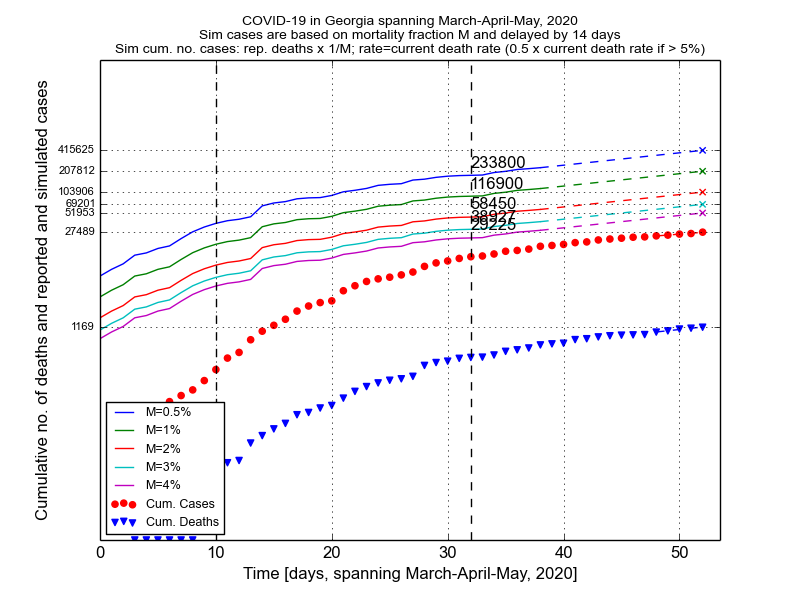 COVID-19 in Georgia spanning March-April-May, 2020
Sim cases are based on mortality fraction M and delayed by 14 days
Sim cum. no. cases: rep. deaths x 1/M; rate=current death rate (0.5 x current death rate if > 5%)
Cumulative no. of deaths and reported and simulated cases
415625
207812
103906
69201
51953
27489
1169
233800
116900
58450
38927
29225
M=0.5%
M=1%
M=2%
M=3%
M=4%
Cum. Cases
Cum. Deaths
0 10 20 30 40 50
Time [days, spanning March-April-May, 2020]